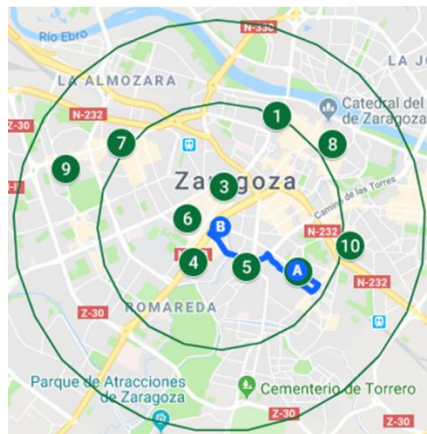 N-330
Río Ebro
LA ALMOZARA
LA JO
N-232
Catedral del
de Zaragoza
Z-30
1
7
8
9
Zaragoza
3
Camino de las Torres
6
B
N-232
10
4
5
A
Z-30
ROMAREDA
Z-30
Parque de Atracciones
de Zaragoza
Cementerio de Torrero
Z-30